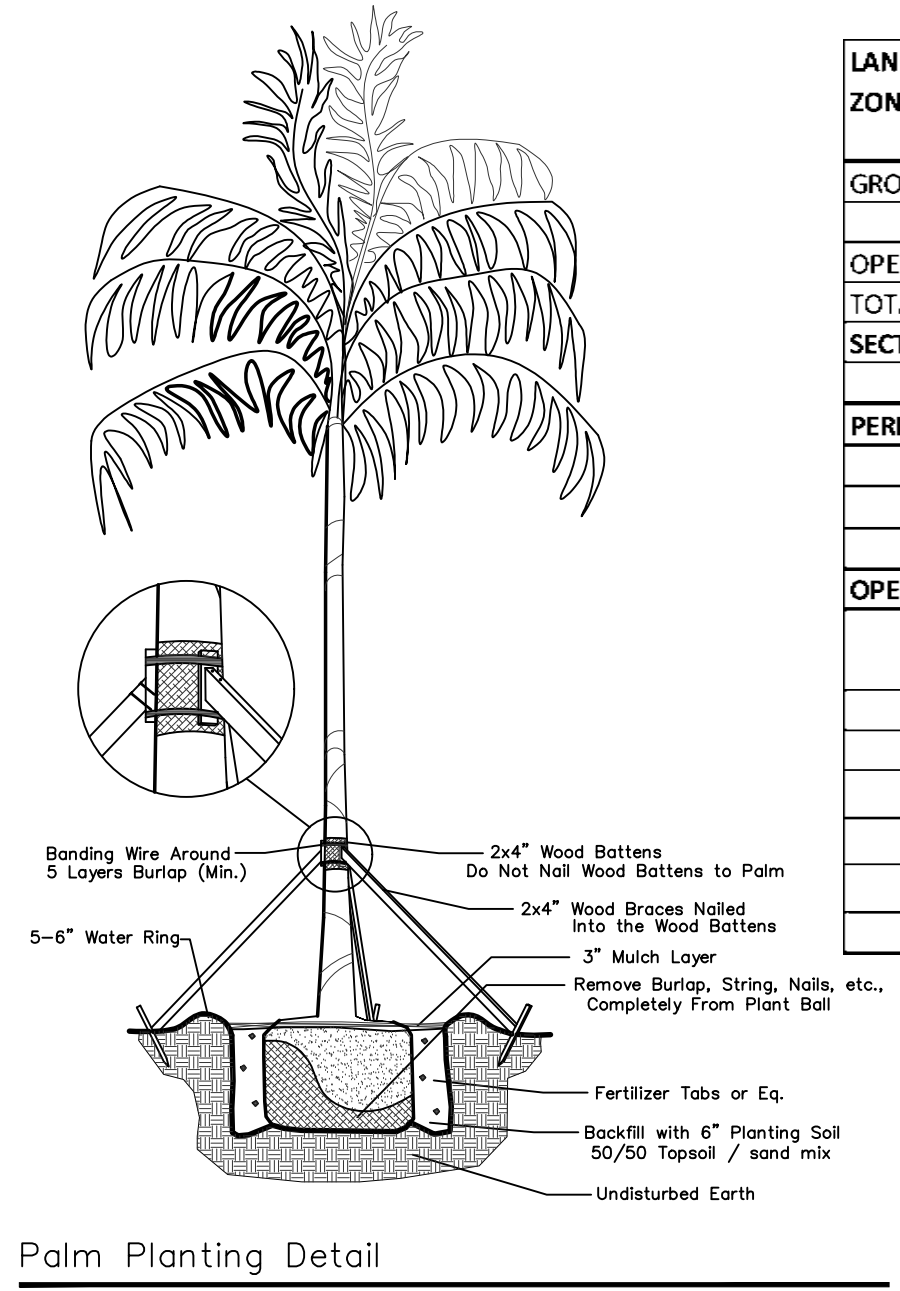 LAN
ZON
GRO
OPE
TOT
SECT
PERI
OPE
Banding Wire Around
5 Layers Burlap (Min.)
2x4" Wood Battens
Do Not Nail Wood Battens to Palm
2x4" Wood Braces Nailed
Into the Wood Battens
5-6" Water Ring
3" Mulch Layer
Remove Burlap, String, Nails, etc.,
Completely From Plant Ball
Fertilizer Tabs or Eq.
Backfill with 6" Planting Soil
50/50 Topsoil / sand mix
Undisturbed Earth
Palm Planting Detail